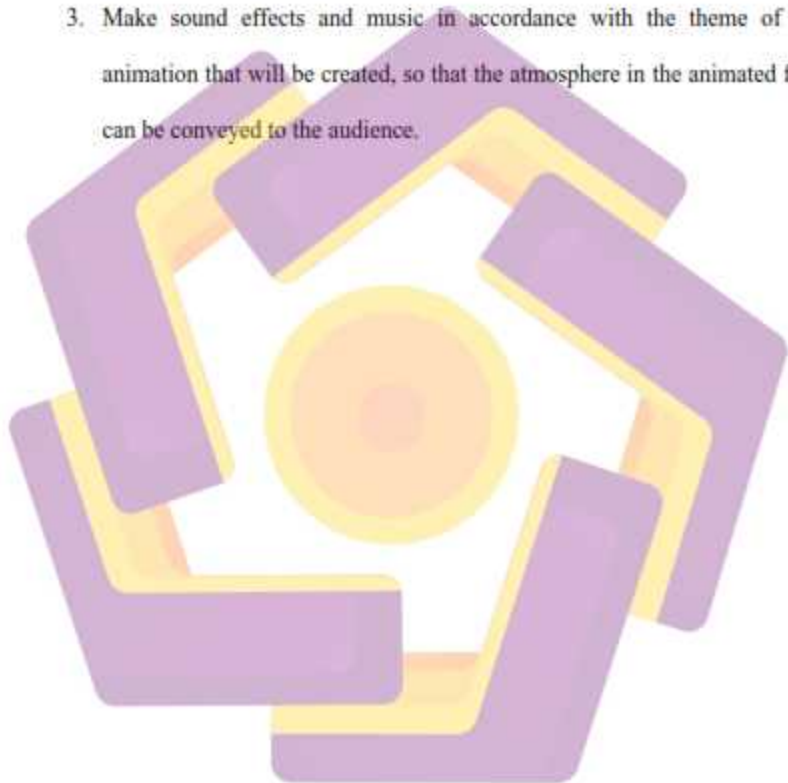 3. Make sound effects and music in accordance with the theme of
animation that will be created, so that the atmosphere in the animated
can be conveyed to the audience.